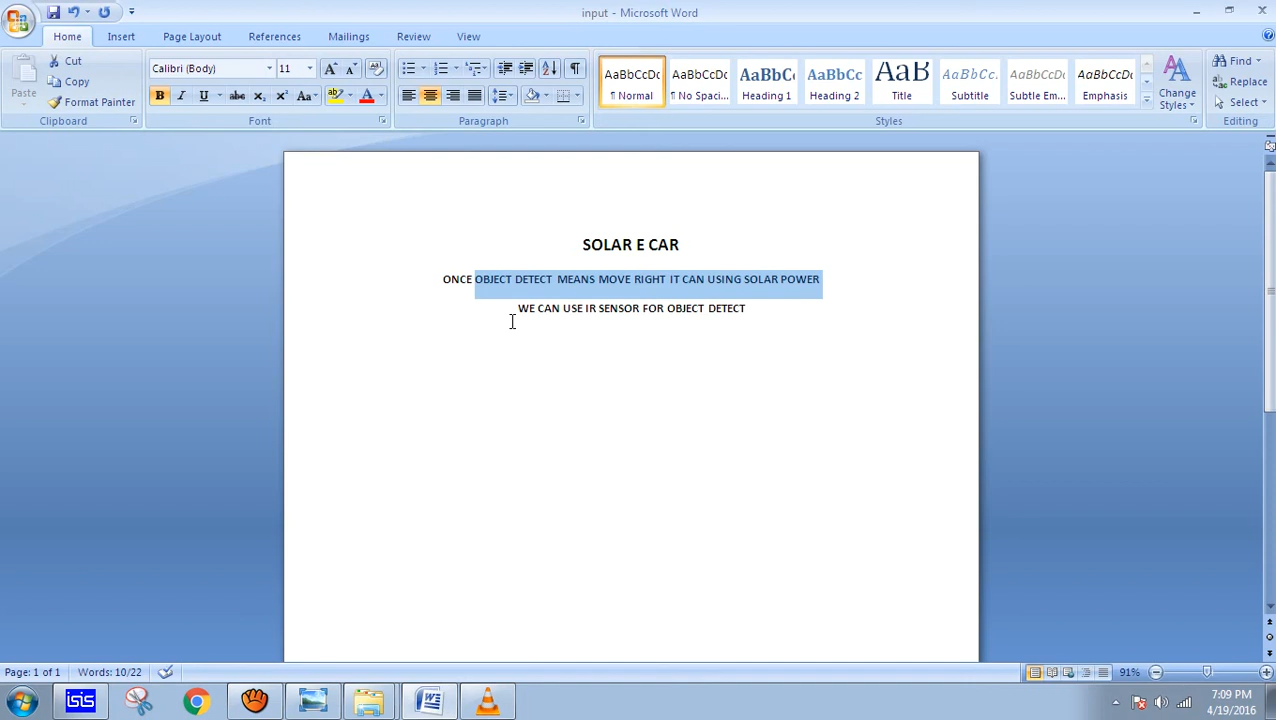 input - Microsoft Word
Home Insert Page Layout References Mailings Review View
Cut
Copy
Format Painter
Paste
Clipboard
Calibri (Body) 11
Font
Paragraph
AaBbCcDc AaBbCcDc AaBbC AaBbCc AaB AaBbCc. AaBbCcDc AaBbCcDc
¶ Normal ¶ No Spaci... Heading 1 Heading 2 Title Subtitle Subtle Em... Emphasis
Change Styles
Styles
Find
Replace
Select
Editing
SOLAR E CAR
ONCE OBJECT DETECT MEANS MOVE RIGHT IT CAN USING SOLAR POWER
WE CAN USE IR SENSOR FOR OBJECT DETECT
Page: 1 of 1 Words: 10/22 91%
isis
7:09 PM
4/19/2016